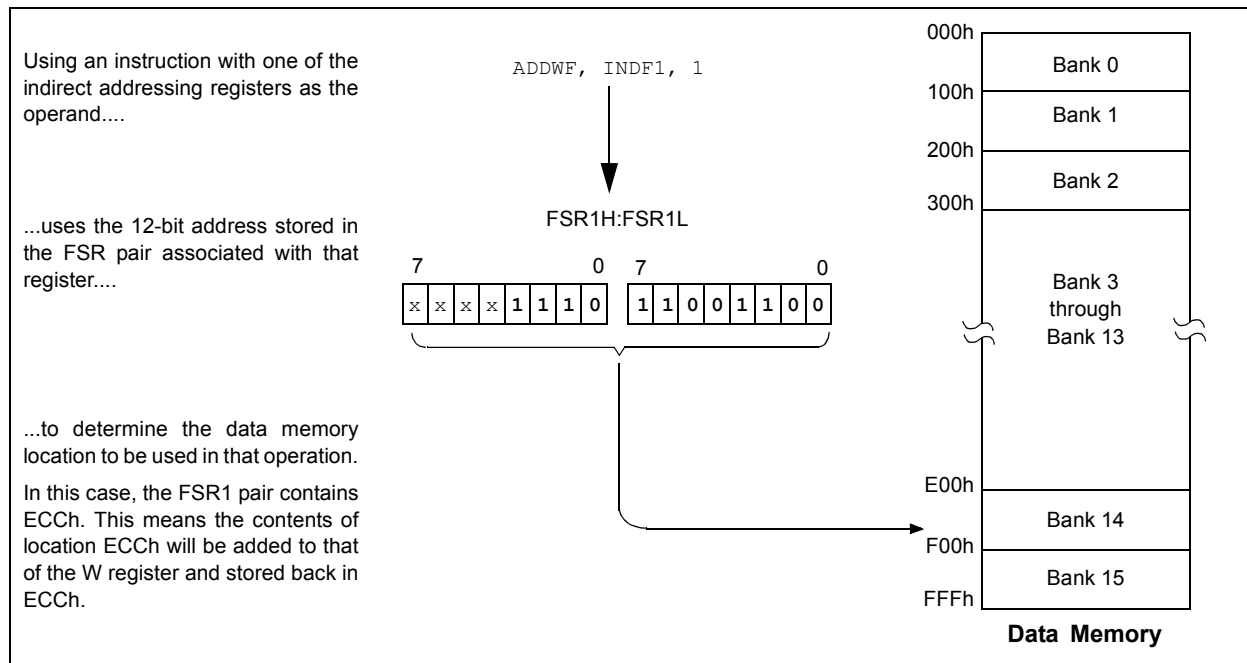 Using an instruction with one of the
indirect addressing registers as the
operand....
ADDWF, INDF1, 1
...uses the 12-bit address stored in
the FSR pair associated with that
register....
FSR1H:FSR1L
7 0 7 0
x x x x 1 1 1 0 1 1 0 0 1 1 0 0
...to determine the data memory
location to be used in that operation.
In this case, the FSR1 pair contains
ECCh. This means the contents of
location ECCh will be added to that
of the W register and stored back in
ECCh.
000h
Bank 0
100h
Bank 1
200h
Bank 2
300h
Bank 3
through
Bank 13
E00h
Bank 14
F00h
Bank 15
FFFh
Data Memory